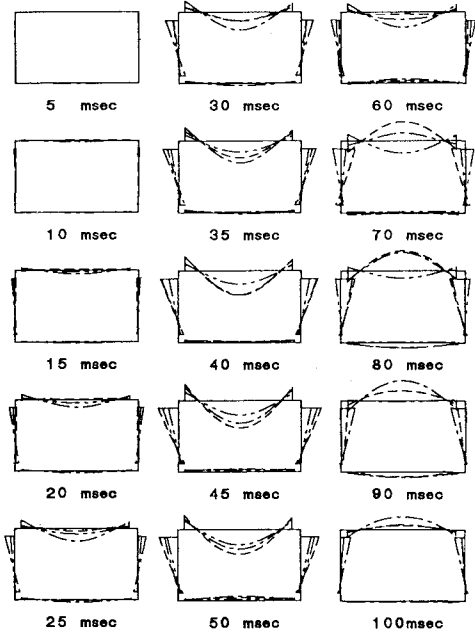 5 msec
30 msec
60 msec
10 msec
35 msec
70 msec
15 msec
40 msec
80 msec
20 msec
45 msec
90 msec
25 msec
50 msec
100msec